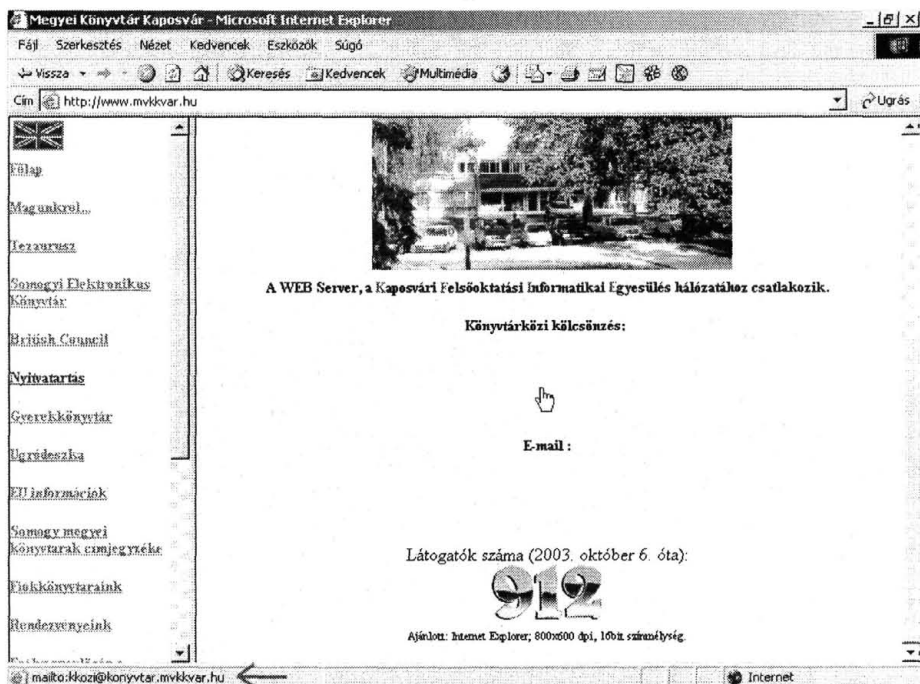 Megyei Könyvtár Kaposvár - Microsoft Internet Explorer
Fájl Szerkesztés Nézet Kedvencek Eszközök Súgó
Vissza Keresés Kedvencek Multimédia
Cím http://www.mvkkvar.hu Ugrás
Főlap
Magunkról...
Tezaurusz
Somogyi Elektronikus
Könyvtár
British Council
Nyitvatartás
Gyerekkönyvtár
Ugródeszka
EU információk
Somogy megyei
könyvtárak címjegyzéke
Fiókkönyvtáraink
Rendezvényeink
A WEB Server, a Kaposvári Felsőoktatási Informatikai Egyesülés hálózatához csatlakozik.
Könyvtárközi kölcsönzés:
E-mail :
Látogatók száma (2003. október 6. óta):
912
Ajánlott: Internet Explorer; 800x600 dpi, 16bit színmélység.
mailto:kkozi@konyvtar.mvkkvar.hu Internet